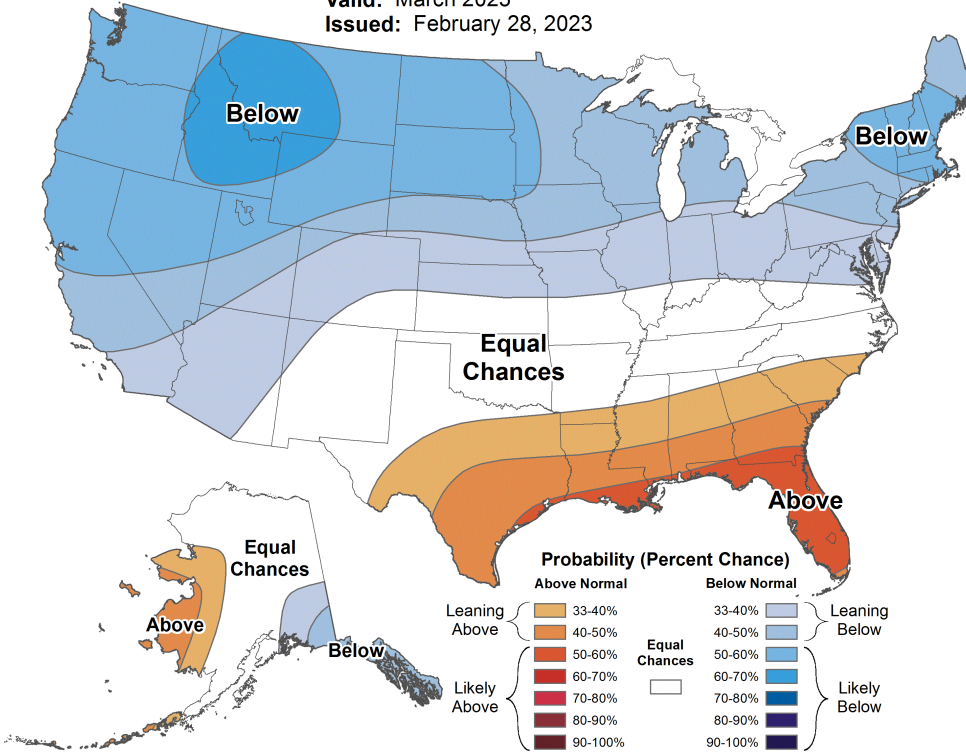 Valid: March 2023
Issued: February 28, 2023
Below
Below
Equal
Chances
Above
Equal
Chances
Above
Below
Probability (Percent Chance)
Above Normal
Below Normal
Leaning
Above
33-40%
40-50%
Likely
Above
50-60%
60-70%
70-80%
80-90%
90-100%
Equal
Chances
33-40%
40-50%
Leaning
Below
50-60%
60-70%
70-80%
80-90%
90-100%
Likely
Below